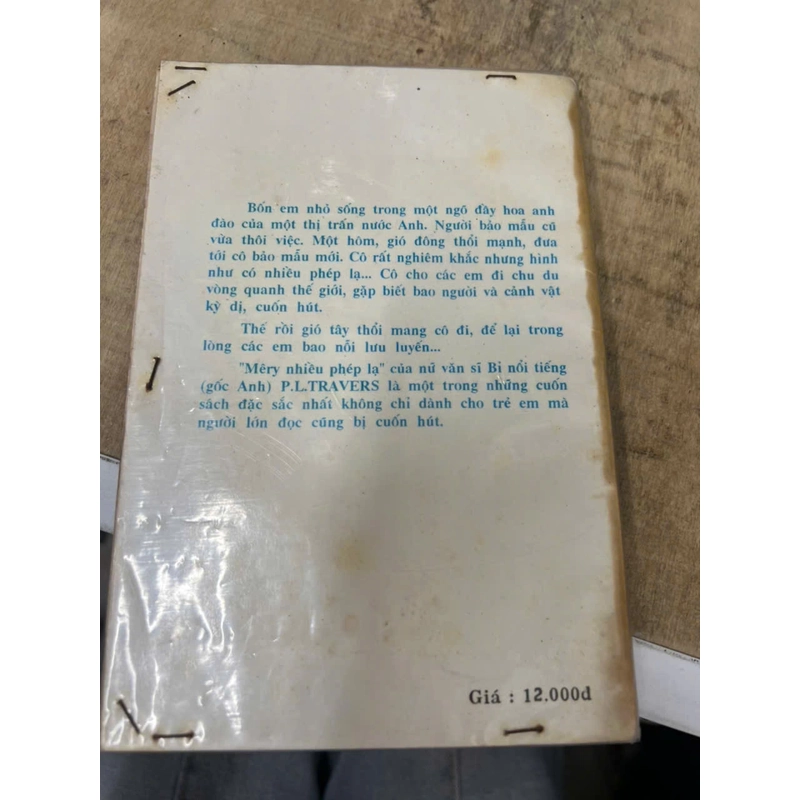 Bốn em nhỏ sống trong một ngõ đầy hoa anh
đào của một thị trấn nước Anh. Người bảo mẫu cũ
vừa thôi việc. Một hôm, gió đông thổi mạnh, đưa
tới cô bảo mẫu mới. Cô rất nghiêm khắc nhưng hình
như có nhiều phép lạ... Cô cho các em đi chu du
vòng quanh thế giới, gặp biết bao người và cảnh vật
kỳ dị, cuốn hút.
Thế rồi gió tây thổi mang cô đi, để lại trong
lòng các em bao nỗi lưu luyến...
"Mêry nhiều phép lạ" của nữ văn sĩ Bỉ nổi tiếng
(gốc Anh) P.L.TRAVERS là một trong những cuốn
sách đặc sắc nhất không chỉ dành cho trẻ em mà
người lớn đọc cũng bị cuốn hút.
Giá : 12.000đ